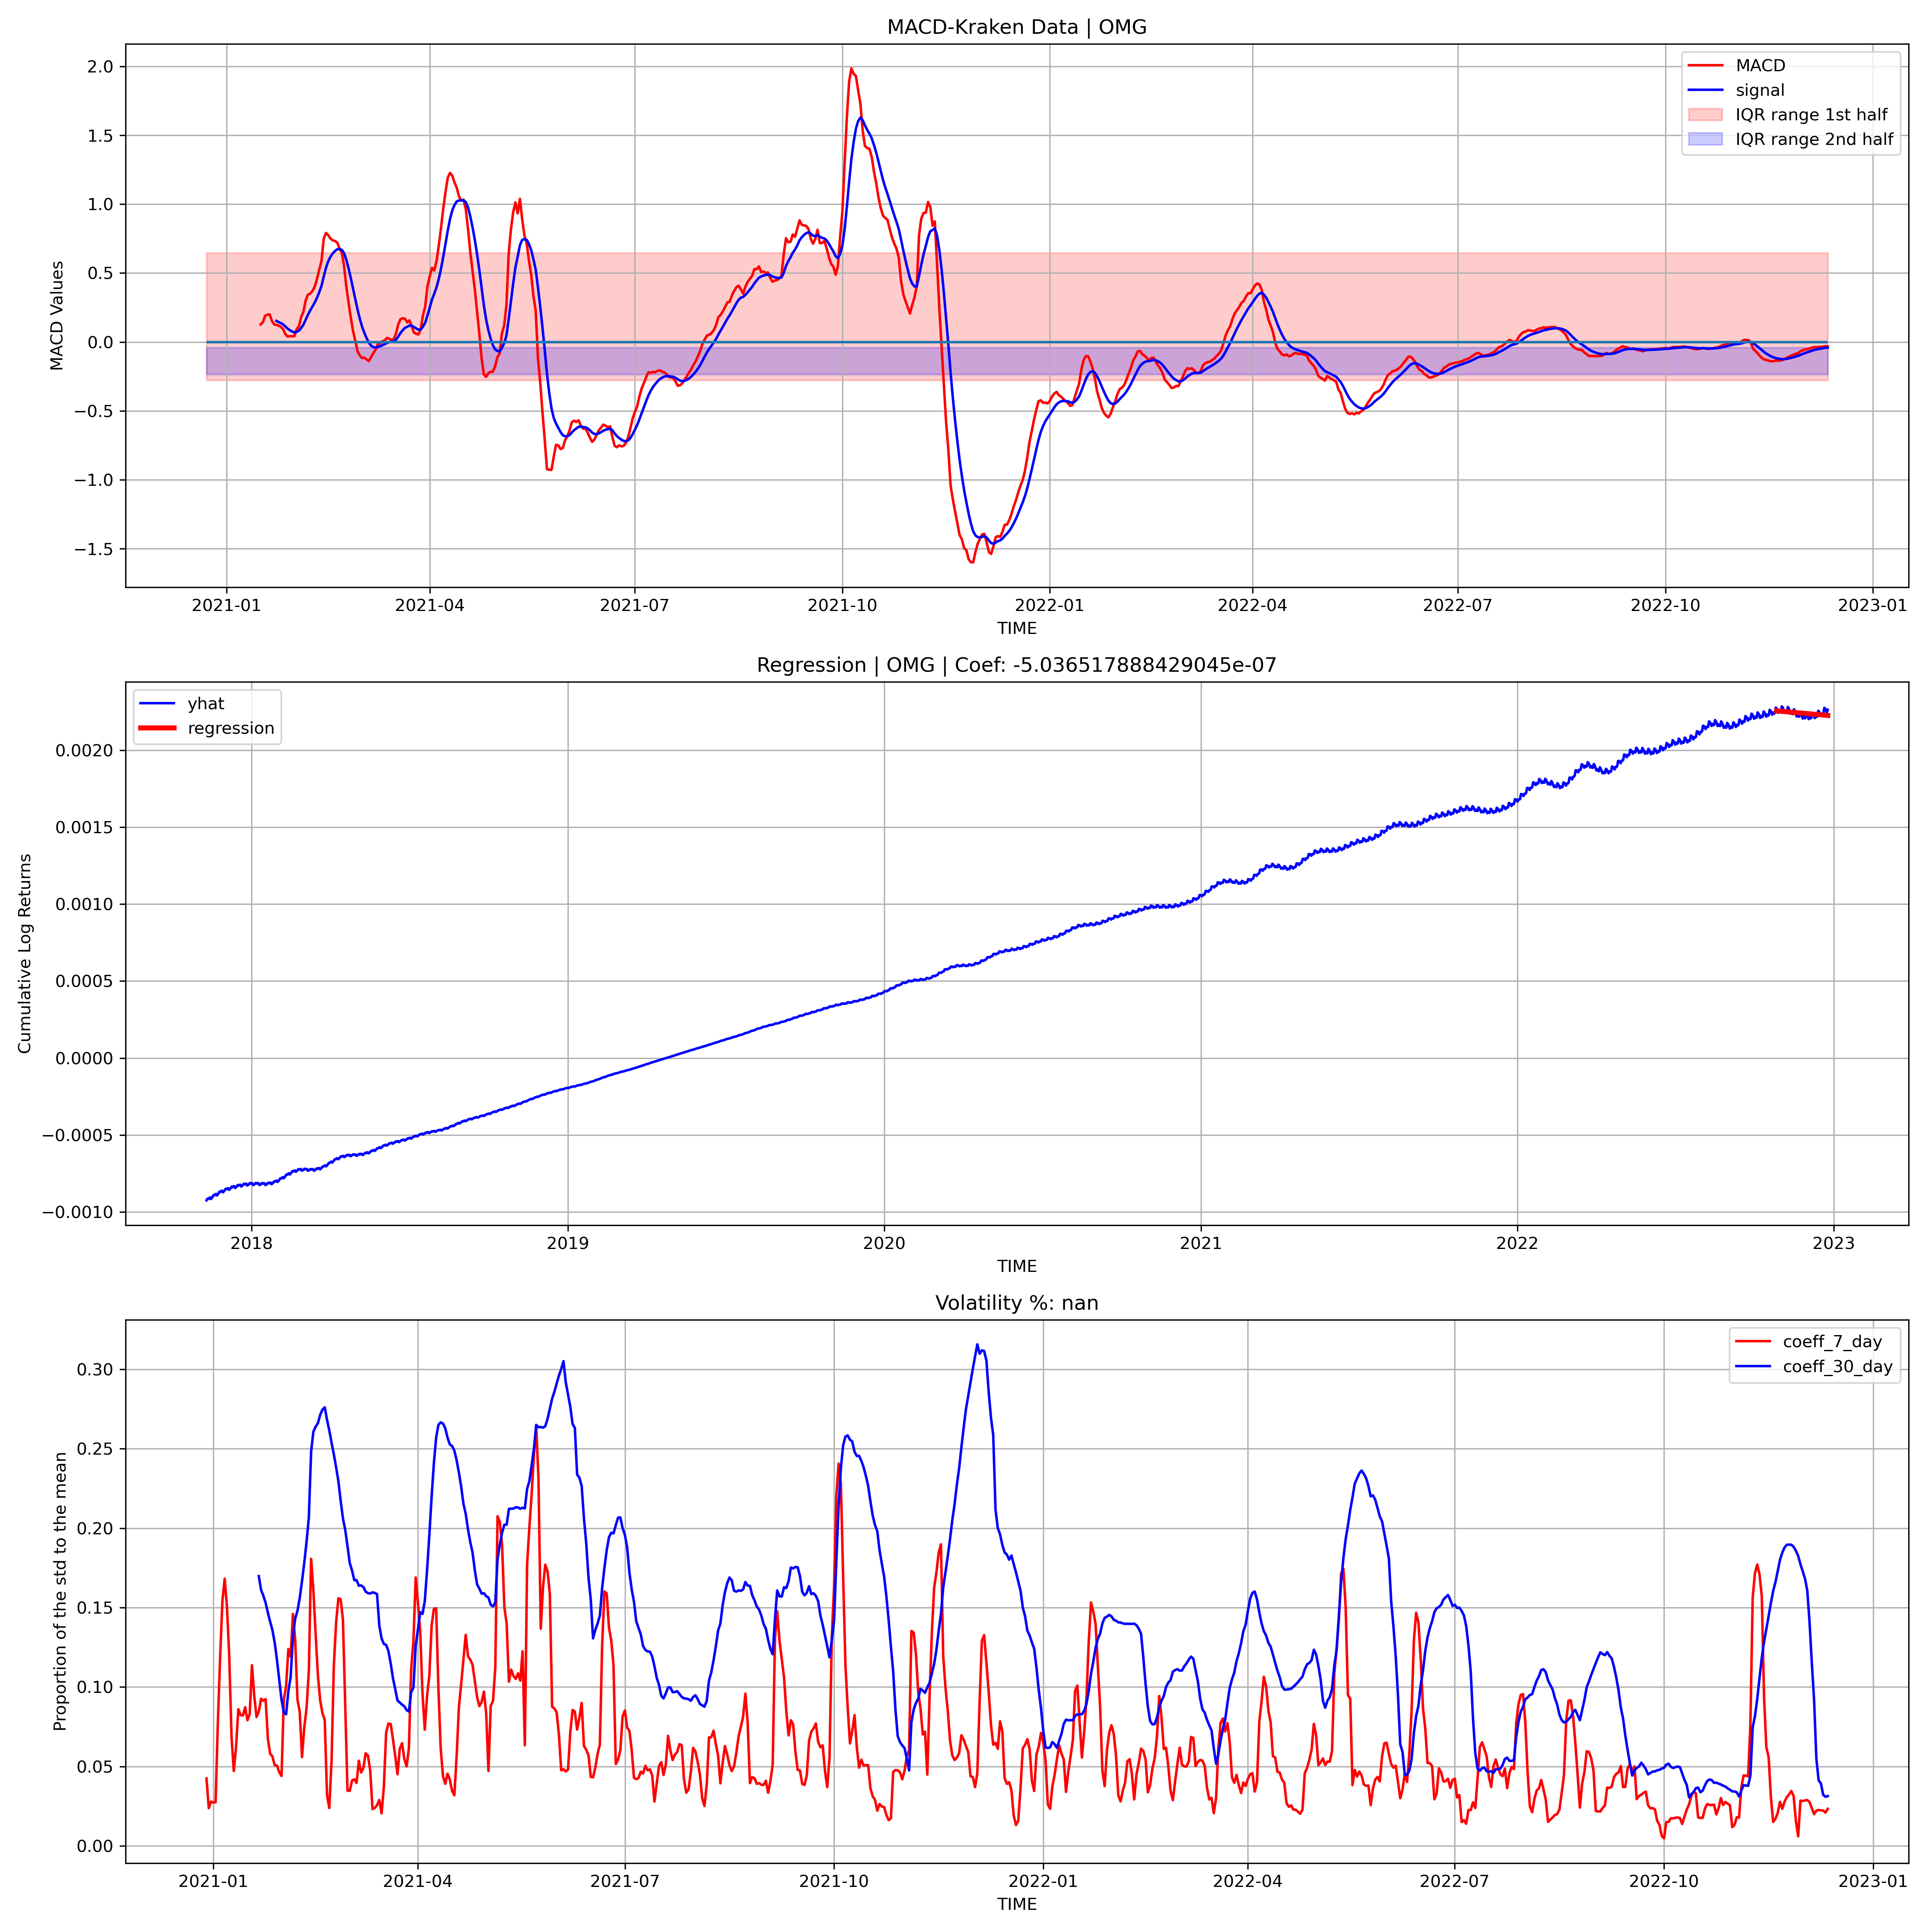 MACD-Kraken Data | OMG
MACD Values
2.0
1.5
1.0
0.5
0.0
−0.5
−1.0
−1.5
MACD
signal
IQR range 1st half
IQR range 2nd half
2021-01 2021-04 2021-07 2021-10 2022-01 2022-04 2022-07 2022-10 2023-01
TIME
Regression | OMG | Coef: -5.036517888429045e-07
Cumulative Log Returns
yhat
regression
0.0020
0.0015
0.0010
0.0005
0.0000
−0.0005
−0.0010
2018 2019 2020 2021 2022 2023
TIME
Volatility %: nan
Proportion of the std to the mean
coeff_7_day
coeff_30_day
0.30
0.25
0.20
0.15
0.10
0.05
0.00
2021-01 2021-04 2021-07 2021-10 2022-01 2022-04 2022-07 2022-10 2023-01
TIME